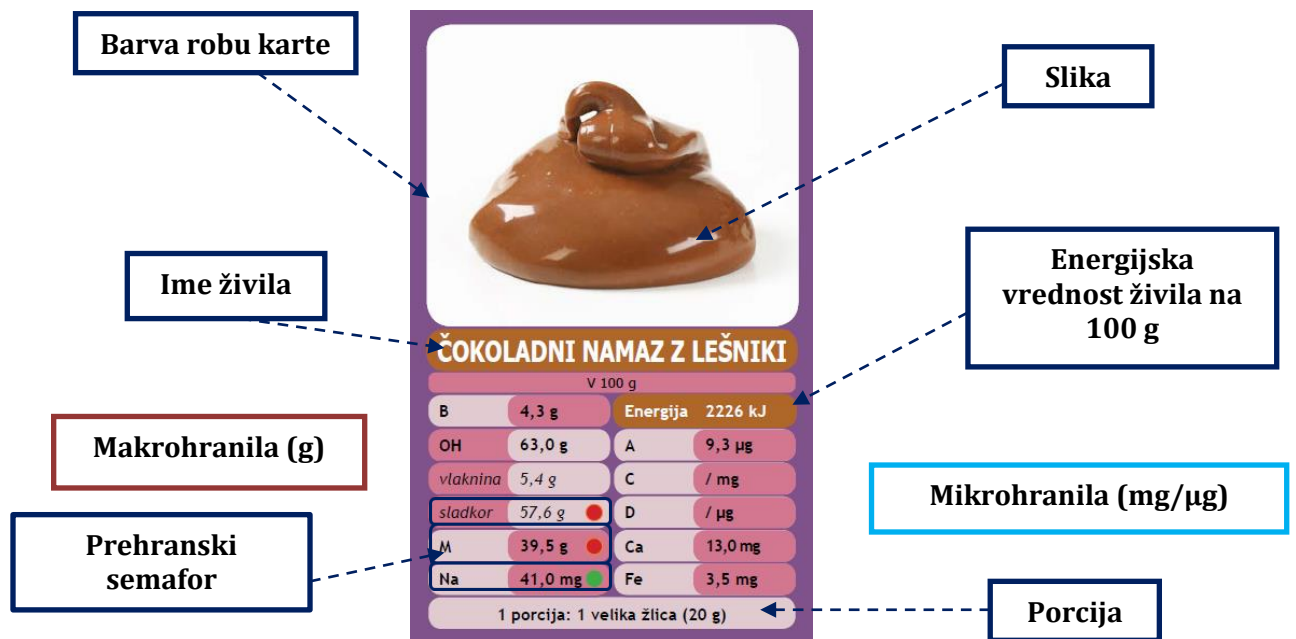 Barva robu karte
Slika
Ime živila
Energijska
vrednost živila na
100 g
ČOKOLADNI NAMAZ Z LEŠNIKI
V 100 g
B 4,3 g Energija 2226 kJ
OH 63,0 g A 9,3 µg
vlaknina 5,4 g C / mg
sladkor 57,6 g D / µg
M 39,5 g Ca 13,0 mg
Na 41,0 mg Fe 3,5 mg
1 porcija: 1 velika žlica (20 g)
Makrohranila (g)
Mikrohranila (mg/µg)
Prehranski
semafor
Porcija